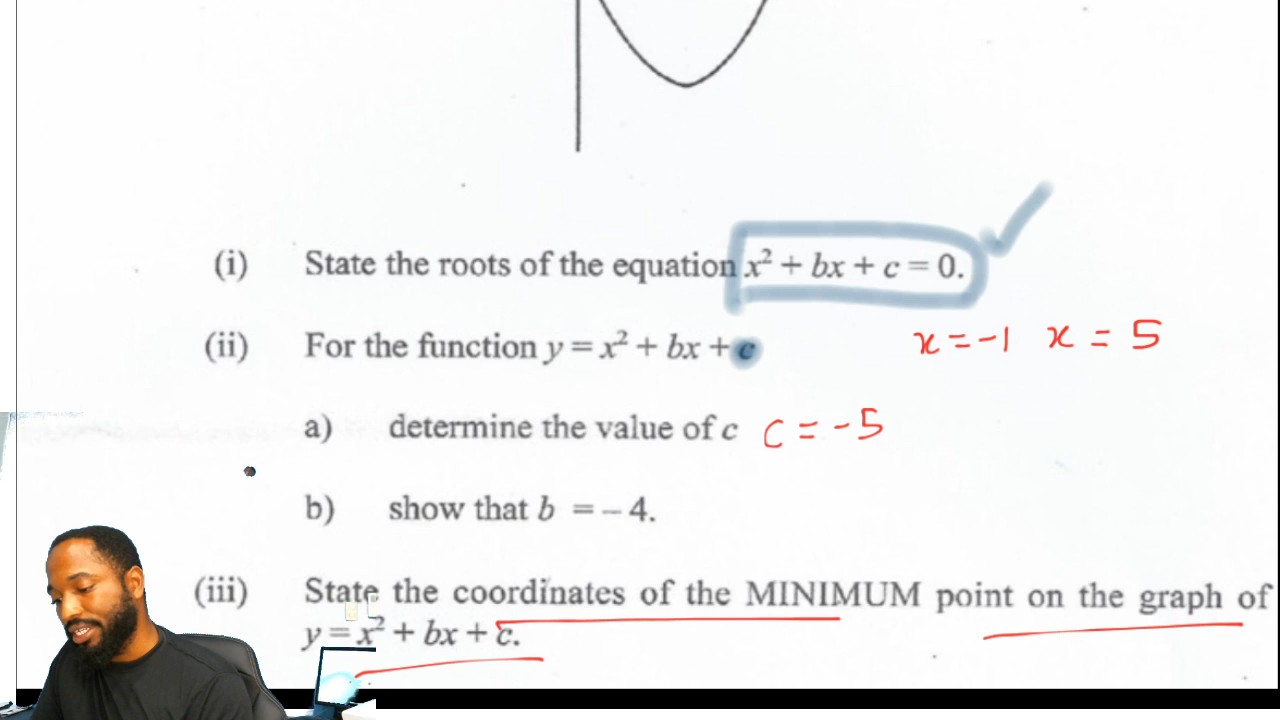 (i) State the roots of the equation x² + bx + c = 0.
(ii) For the function y = x² + bx + c
x = -1 x = 5
a) determine the value of c c = -5
b) show that b = – 4.
(iii) State the coordinates of the MINIMUM point on the graph of
y = x² + bx + c.